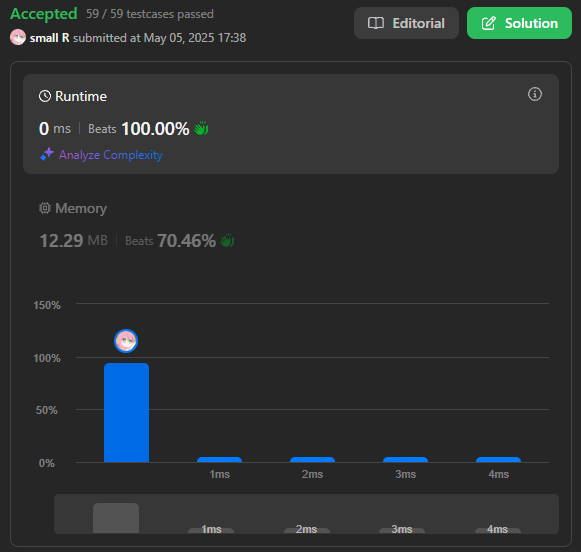 Accepted 59 / 59 testcases passed
Editorial
Solution
small R submitted at May 05, 2025 17:38
Runtime
0 ms | Beats 100.00%
Analyze Complexity
Memory
12.29 MB | Beats 70.46%
150%
100%
50%
0%
1ms 2ms 3ms 4ms
1ms 2ms 3ms 4ms